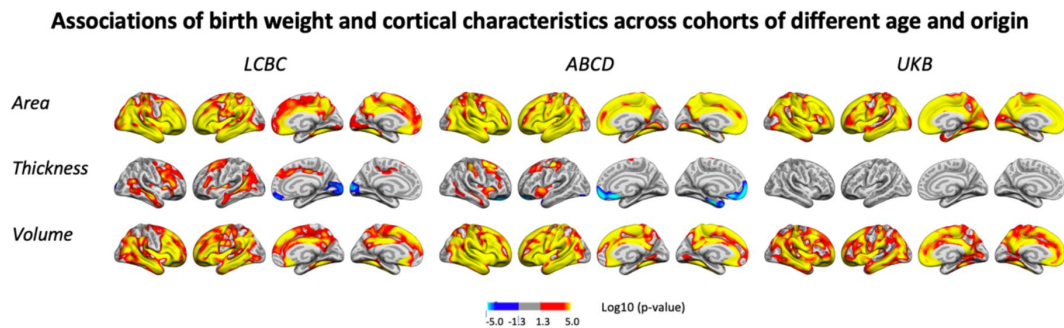 Associations of birth weight and cortical characteristics across cohorts of different age and origin
LCBC ABCD UKB
Area
Thickness
Volume
Log10 (p-value)
-5.0 -1.3 1.3 5.0